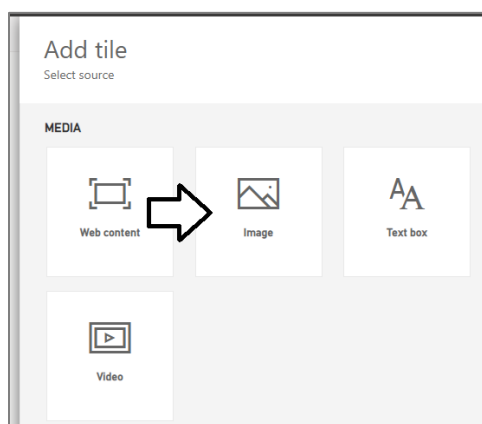 Add tile
Select source
MEDIA
Web content
Image
Text box
Video